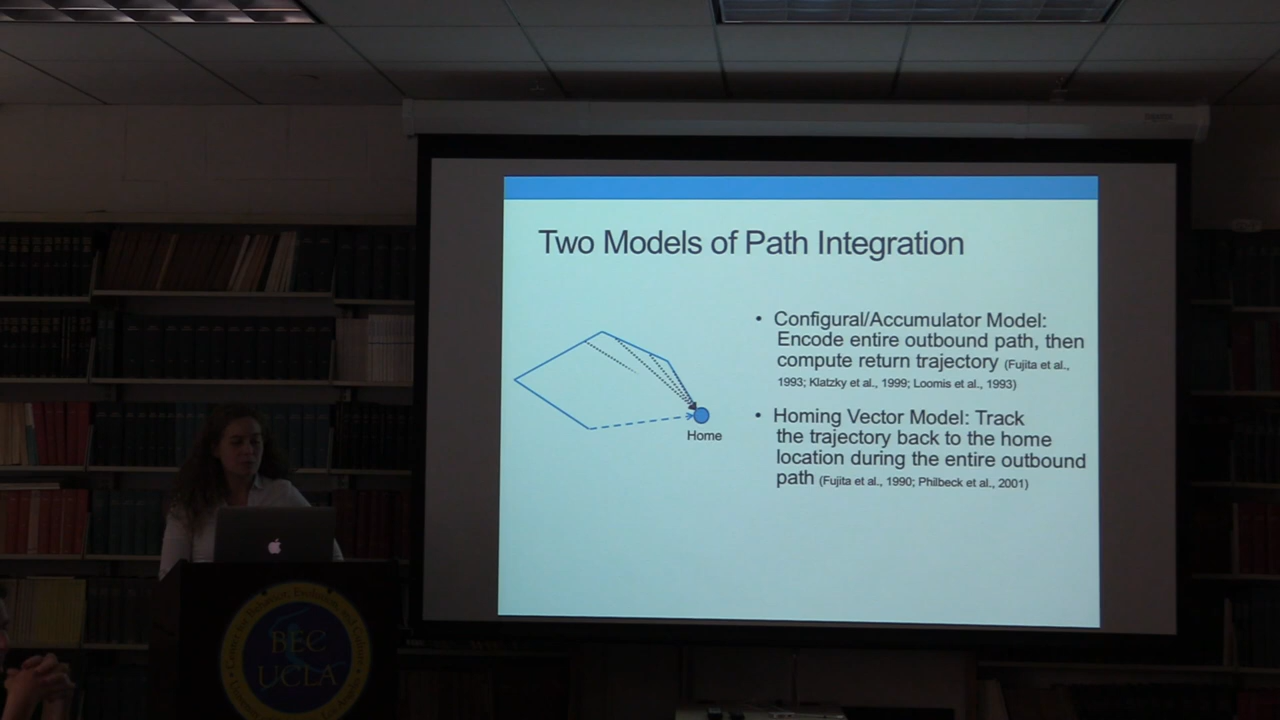 Two Models of Path Integration
• Configural/Accumulator Model:
Encode entire outbound path, then
compute return trajectory (Fujita et al.,
1993; Klatzky et al., 1999; Loomis et al., 1993)
• Homing Vector Model: Track
the trajectory back to the home
location during the entire outbound
path (Fujita et al., 1990; Philbeck et al., 2001)
Home
BEC
UCLA